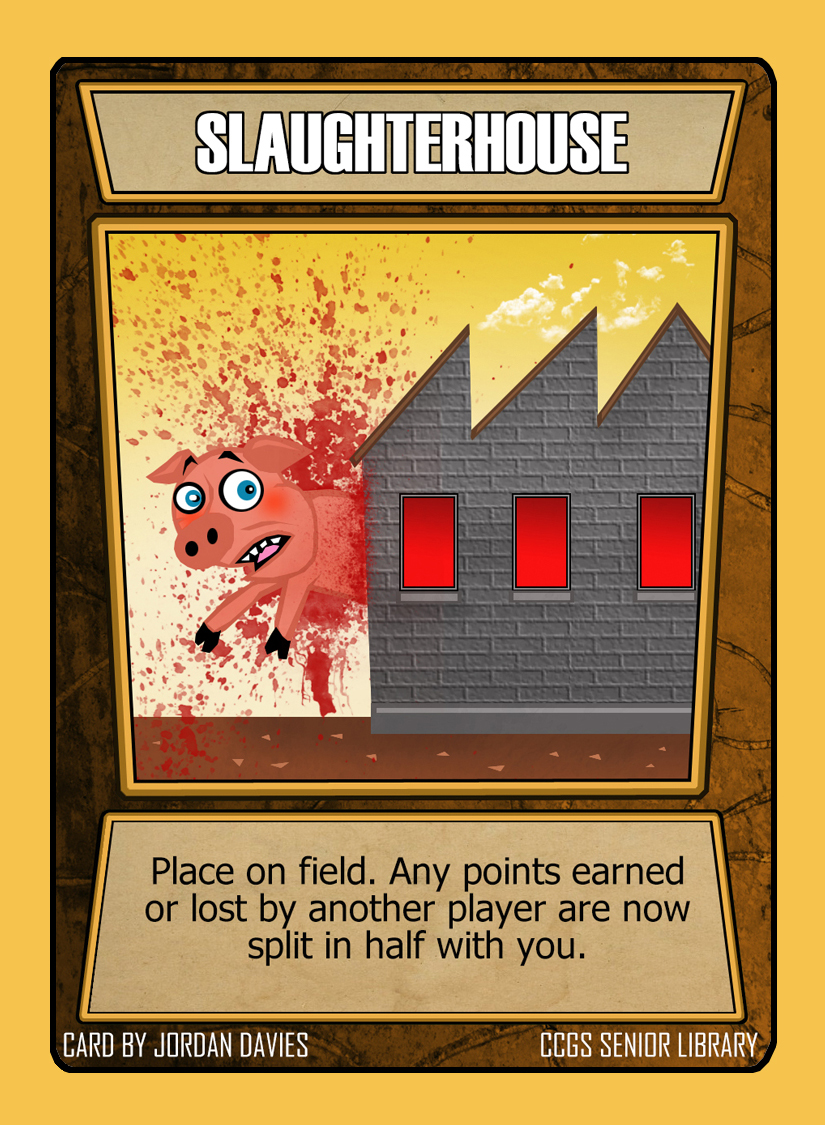 SLAUGHTERHOUSE
Place on field. Any points earned
or lost by another player are now
split in half with you.
CARD BY JORDAN DAVIES
CCGS SENIOR LIBRARY